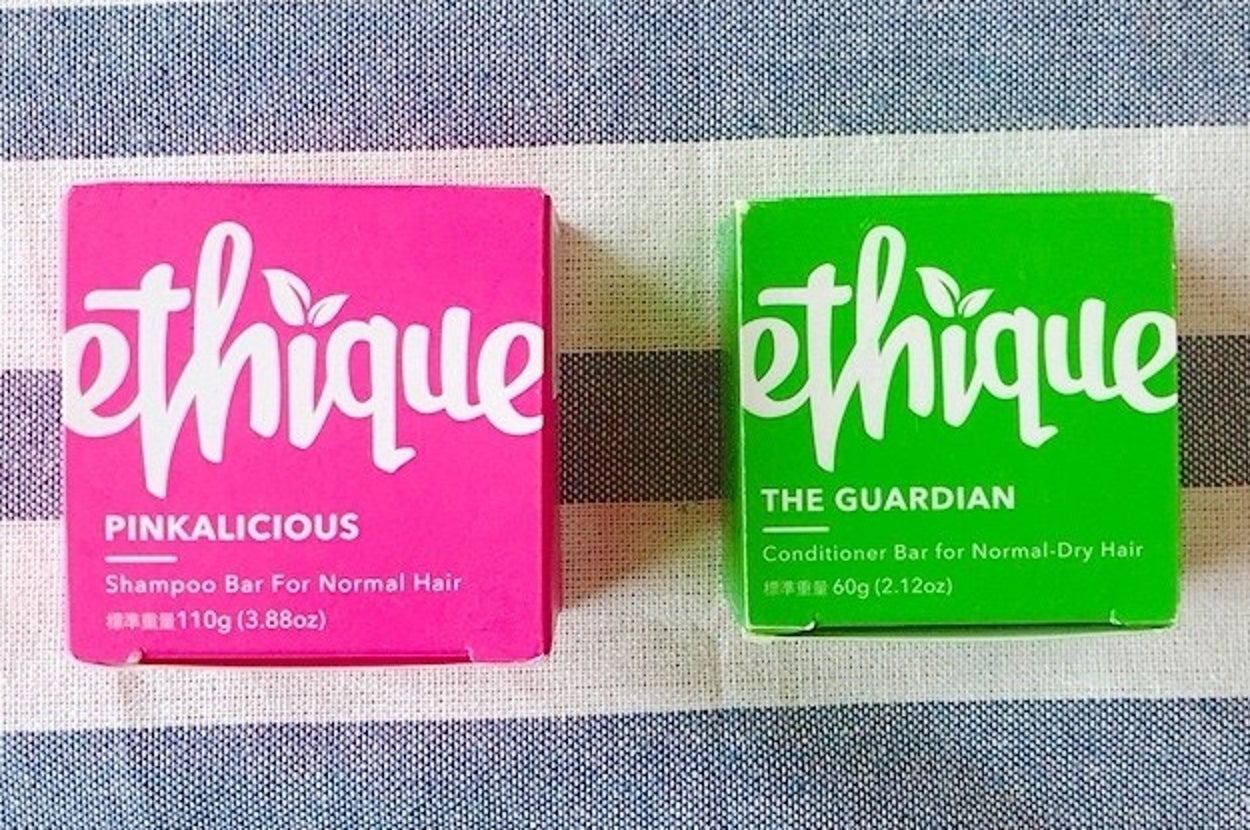 ethique
PINKALICIOUS
Shampoo Bar For Normal Hair
標準重量110g (3.88oz)
ethique
THE GUARDIAN
Conditioner Bar for Normal-Dry Hair
標準重量 60g (2.12oz)